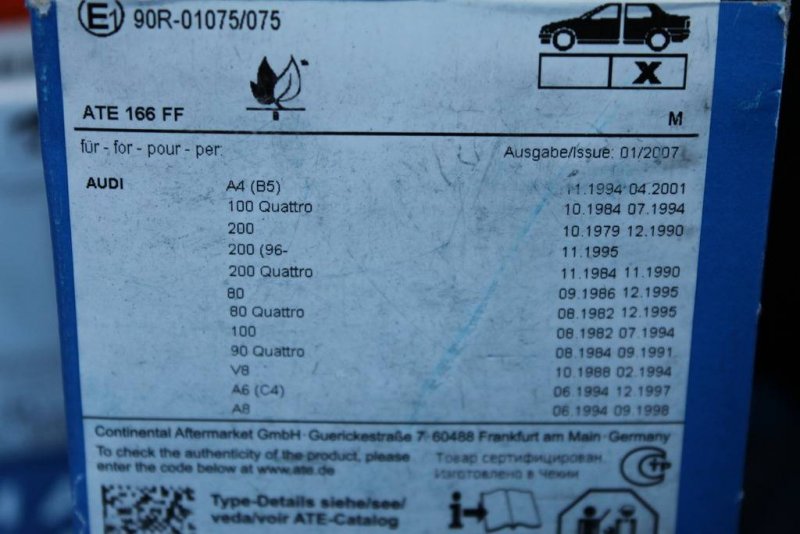 E1 90R-01075/075
X
ATE 166 FF M
für - for - pour - per: Ausgabe/Issue: 01/2007
AUDI A4 (B5) 11.1994 04.2001
100 Quattro 10.1984 07.1994
200 10.1979 12.1990
200 (96- 11.1995
200 Quattro 11.1984 11.1990
80 09.1986 12.1995
80 Quattro 08.1982 12.1995
100 08.1982 07.1994
90 Quattro 08.1984 09.1991
V8 10.1988 02.1994
A6 (C4) 06.1994 12.1997
A8 06.1994 09.1998
Continental Aftermarket GmbH · Guerickestraße 7 · 60488 Frankfurt am Main · Germany
To check the authenticity of the product, please
enter the code below at www.ate.de
Товар сертифицирован
Изготовлено в Чехии
Type-Details siehe/see/
veda/voir ATE-Catalog
i